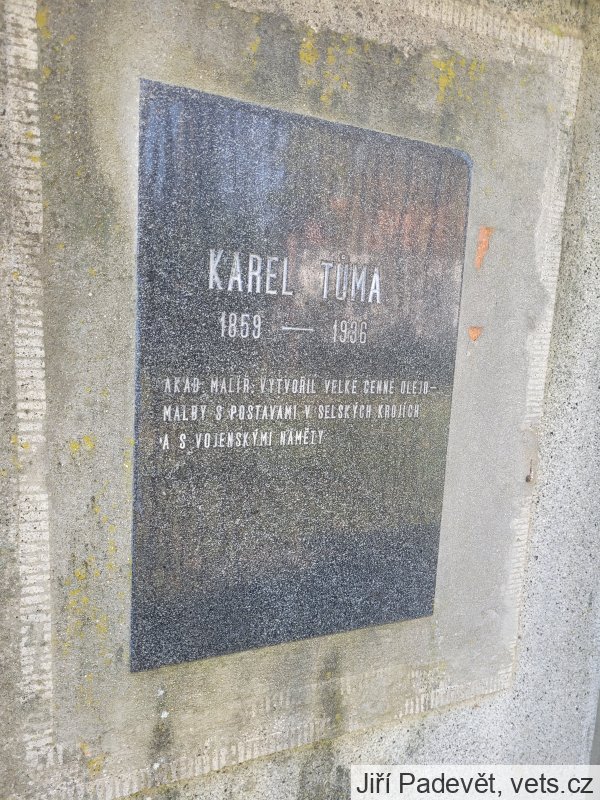 KAREL TŮMA
1859 — 1936
AKAD. MALÍŘ, VYTVOŘIL VELKÉ CENNÉ OLEJO-
MALBY S POSTAVAMI V SELSKÝCH KROJÍCH
A S VOJENSKÝMI NÁMĚTY
Jiří Padevět, vets.cz